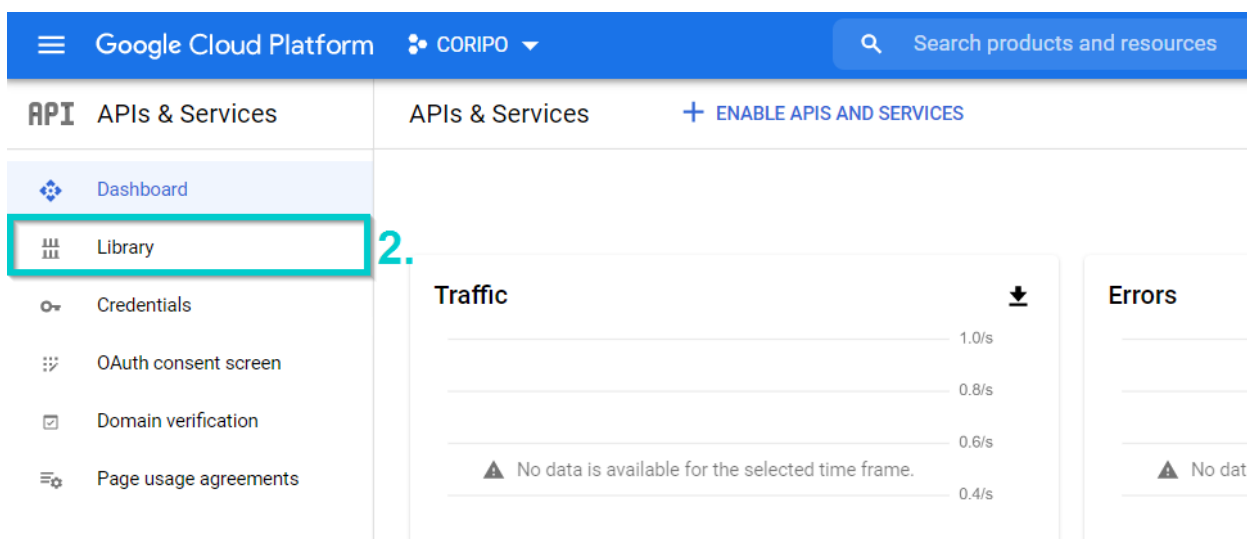 Google Cloud Platform CORIPO Search products and resources
API APIs & Services
APIs & Services + ENABLE APIS AND SERVICES
Dashboard
Library
2.
Credentials
OAuth consent screen
Domain verification
Page usage agreements
Traffic
1.0/s
0.8/s
0.6/s
No data is available for the selected time frame.
0.4/s
Errors
No dat